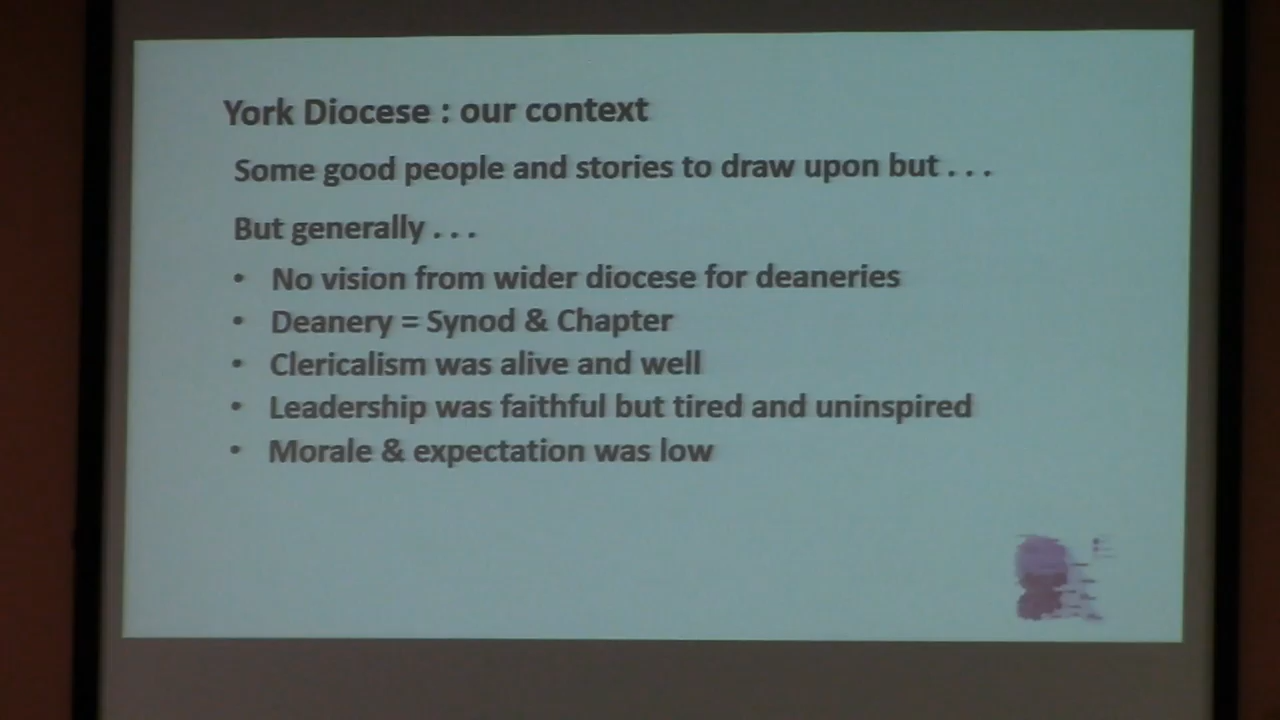 York Diocese : our context
Some good people and stories to draw upon but . . .
But generally . . .
• No vision from wider diocese for deaneries
• Deanery = Synod & Chapter
• Clericalism was alive and well
• Leadership was faithful but tired and uninspired
• Morale & expectation was low